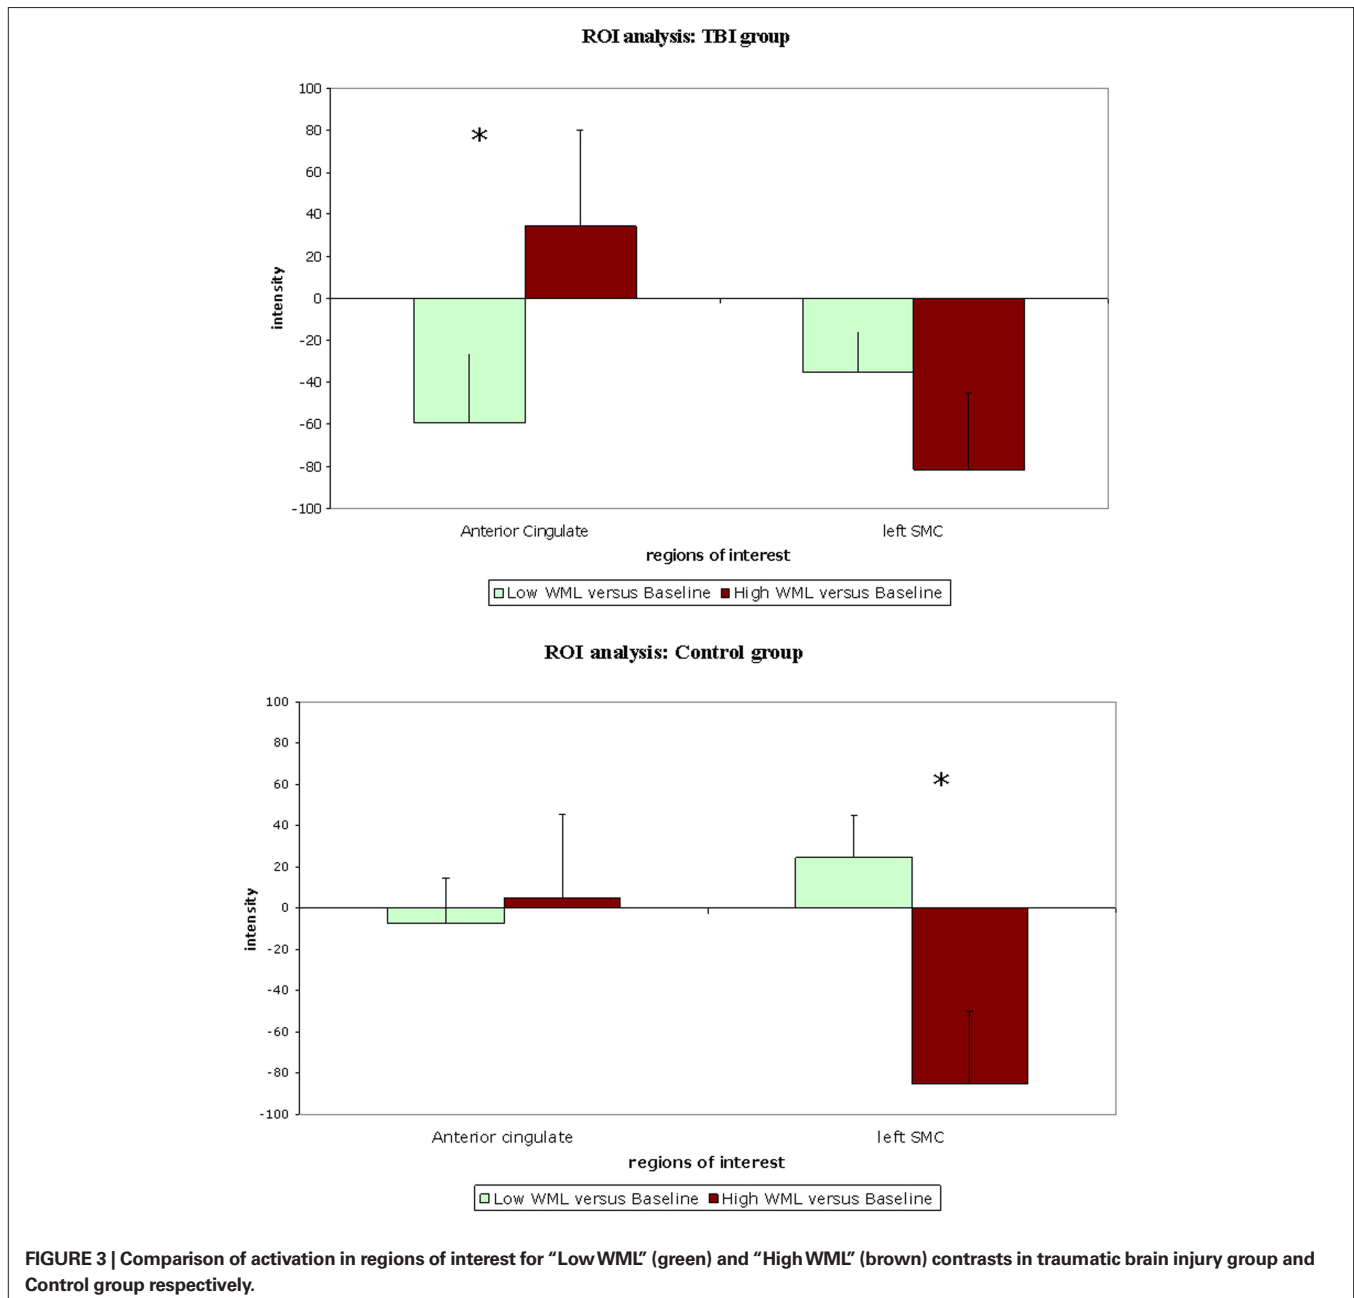 ROI analysis: TBI group
100
80
60
40
20
0
-20
-40
-60
-80
-100
intensity
*
Anterior Cingulate left SMC
regions of interest
Low WML versus Baseline High WML versus Baseline
ROI analysis: Control group
100
80
60
40
20
0
-20
-40
-60
-80
-100
intensity
*
Anterior cingulate left SMC
regions of interest
Low WML versus Baseline High WML versus Baseline
FIGURE 3 | Comparison of activation in regions of interest for “Low WML” (green) and “High WML” (brown) contrasts in traumatic brain injury group and
Control group respectively.